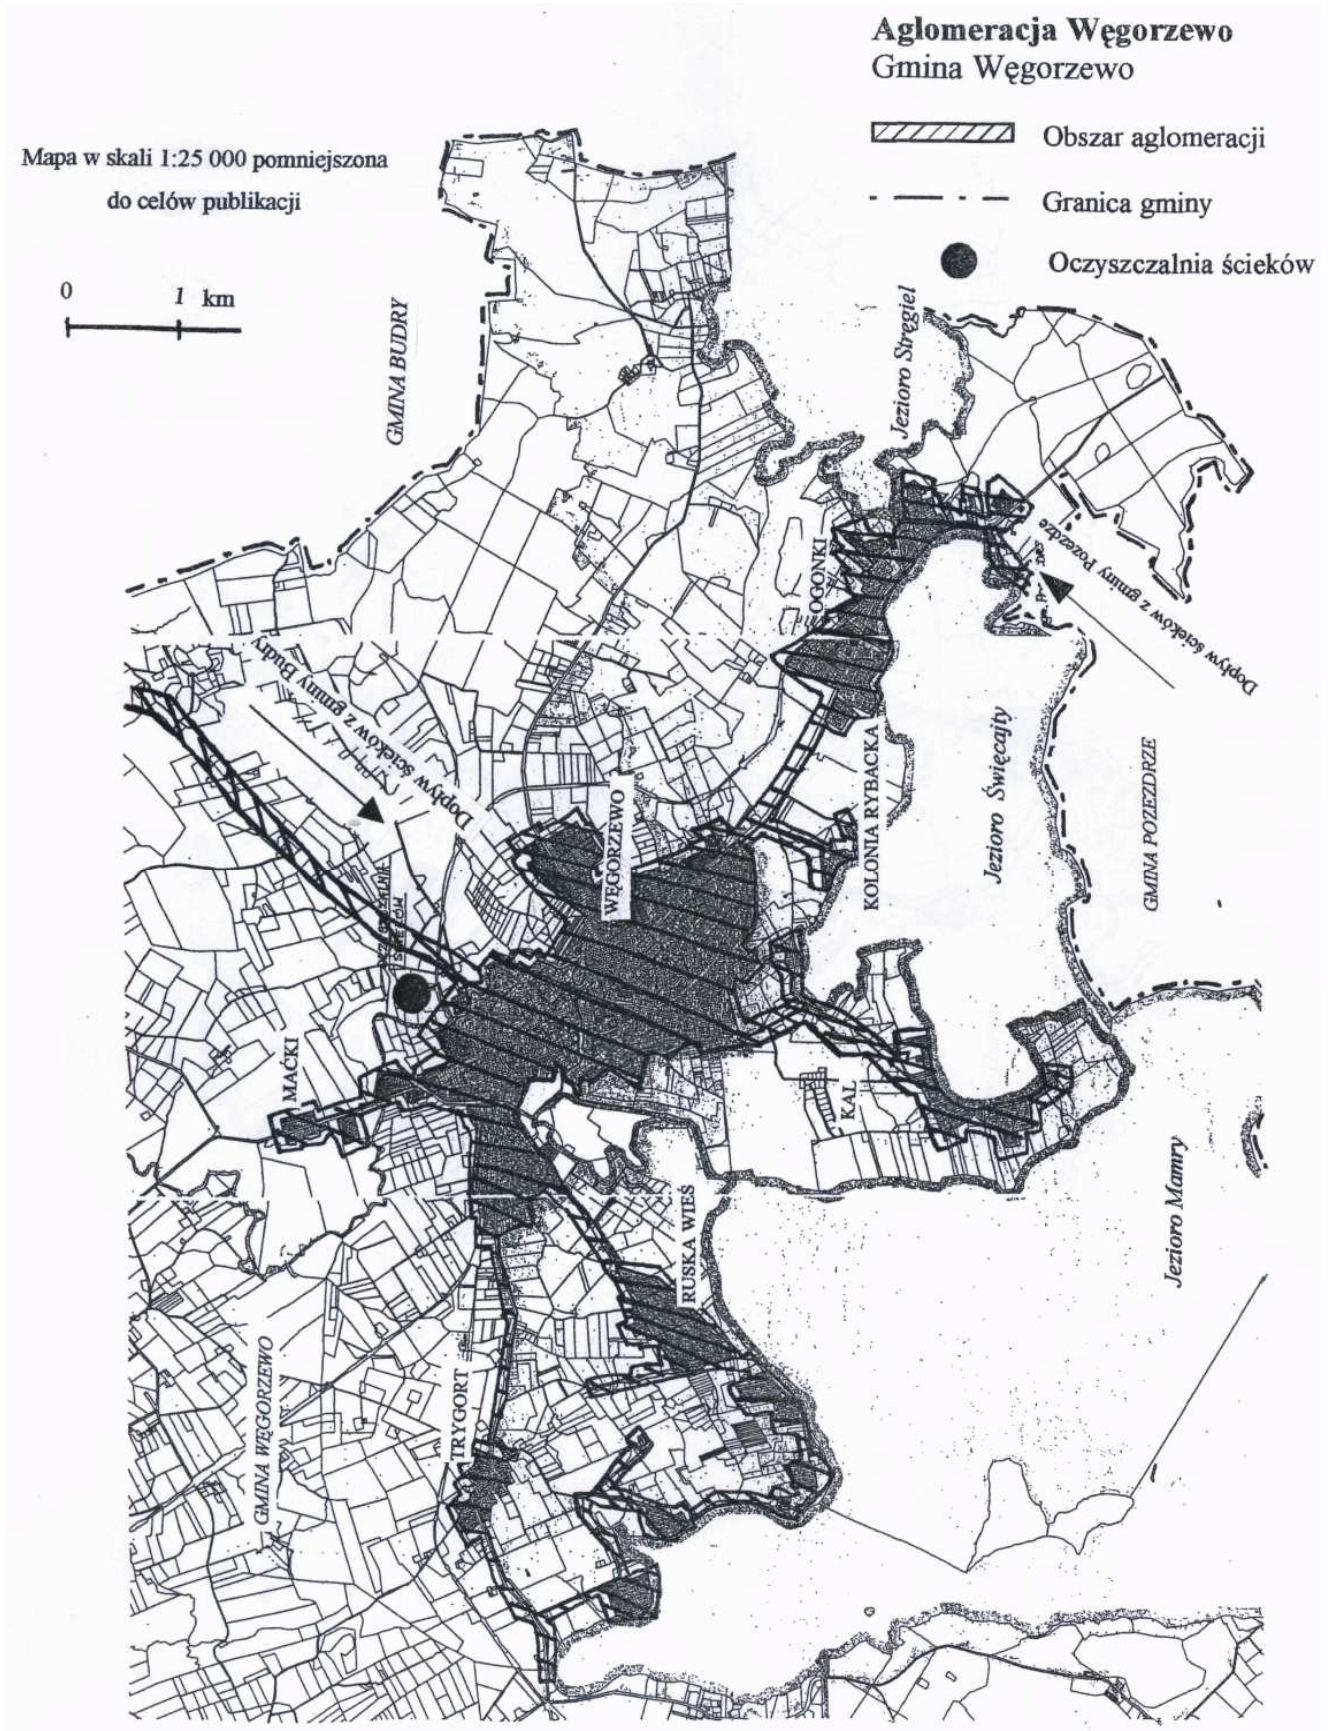 Aglomeracja Węgorzewo
Gmina Węgorzewo
Obszar aglomeracji
Granica gminy
Oczyszczalnia ścieków
Mapa w skali 1:25 000 pomniejszona
do celów publikacji
0 1 km
GMINA BUDRY
Jezioro Stręgiel
OGONKI
Dopływ ścieków z gminy Pozezdrze
Dopływ ścieków z gminy Budry
WĘGORZEWO
KOLONIA RYBACKA
Jezioro Święcajty
GMINA POZEZDRZE
MAĆKI
KAL
RUSKA WIEŚ
Jezioro Mamry
GMINA WĘGORZEWO
TRYGORT